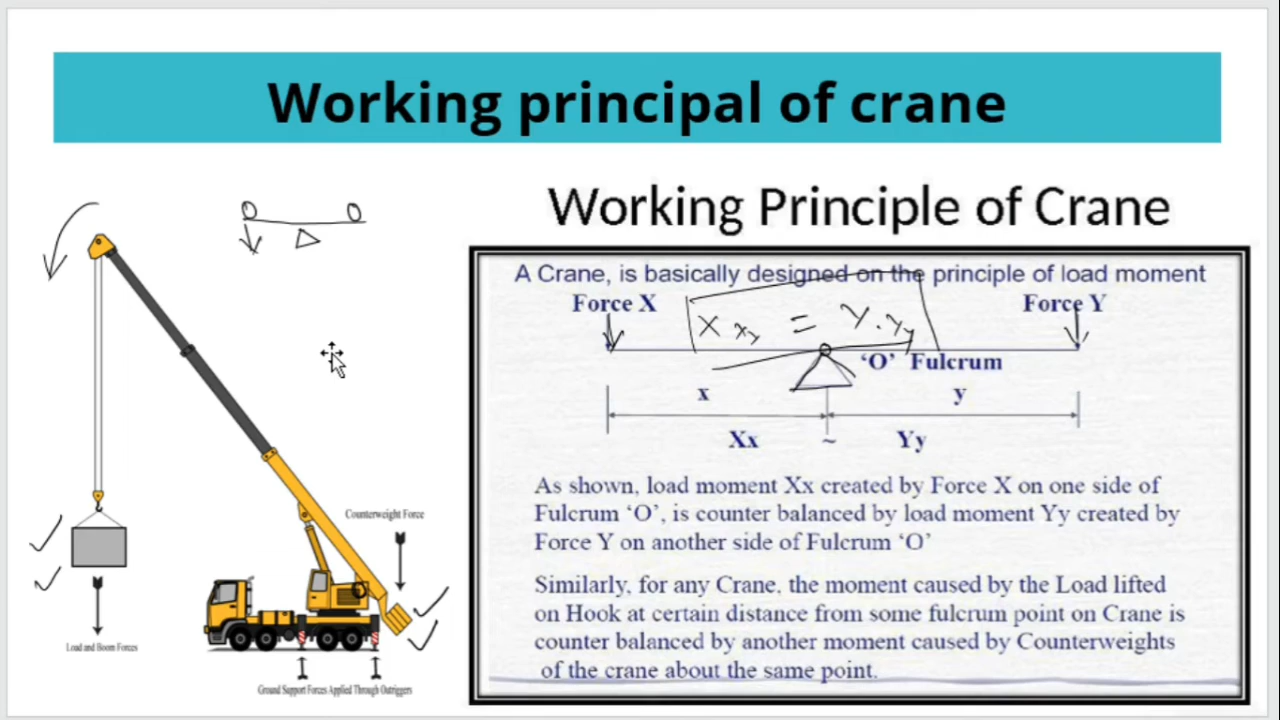 Working principal of crane
Working Principle of Crane
A Crane, is basically designed on the principle of load moment
Force X
Force Y
‘O’ Fulcrum
x
y
Xx
~
Yy
As shown, load moment Xx created by Force X on one side of
Fulcrum ‘O’, is counter balanced by load moment Yy created by
Force Y on another side of Fulcrum ‘O’
Similarly, for any Crane, the moment caused by the Load lifted
on Hook at certain distance from some fulcrum point on Crane is
counter balanced by another moment caused by Counterweights
of the crane about the same point.
Counterweight Force
Load and Boom Forces
Ground Support Forces Applied Through Outriggers